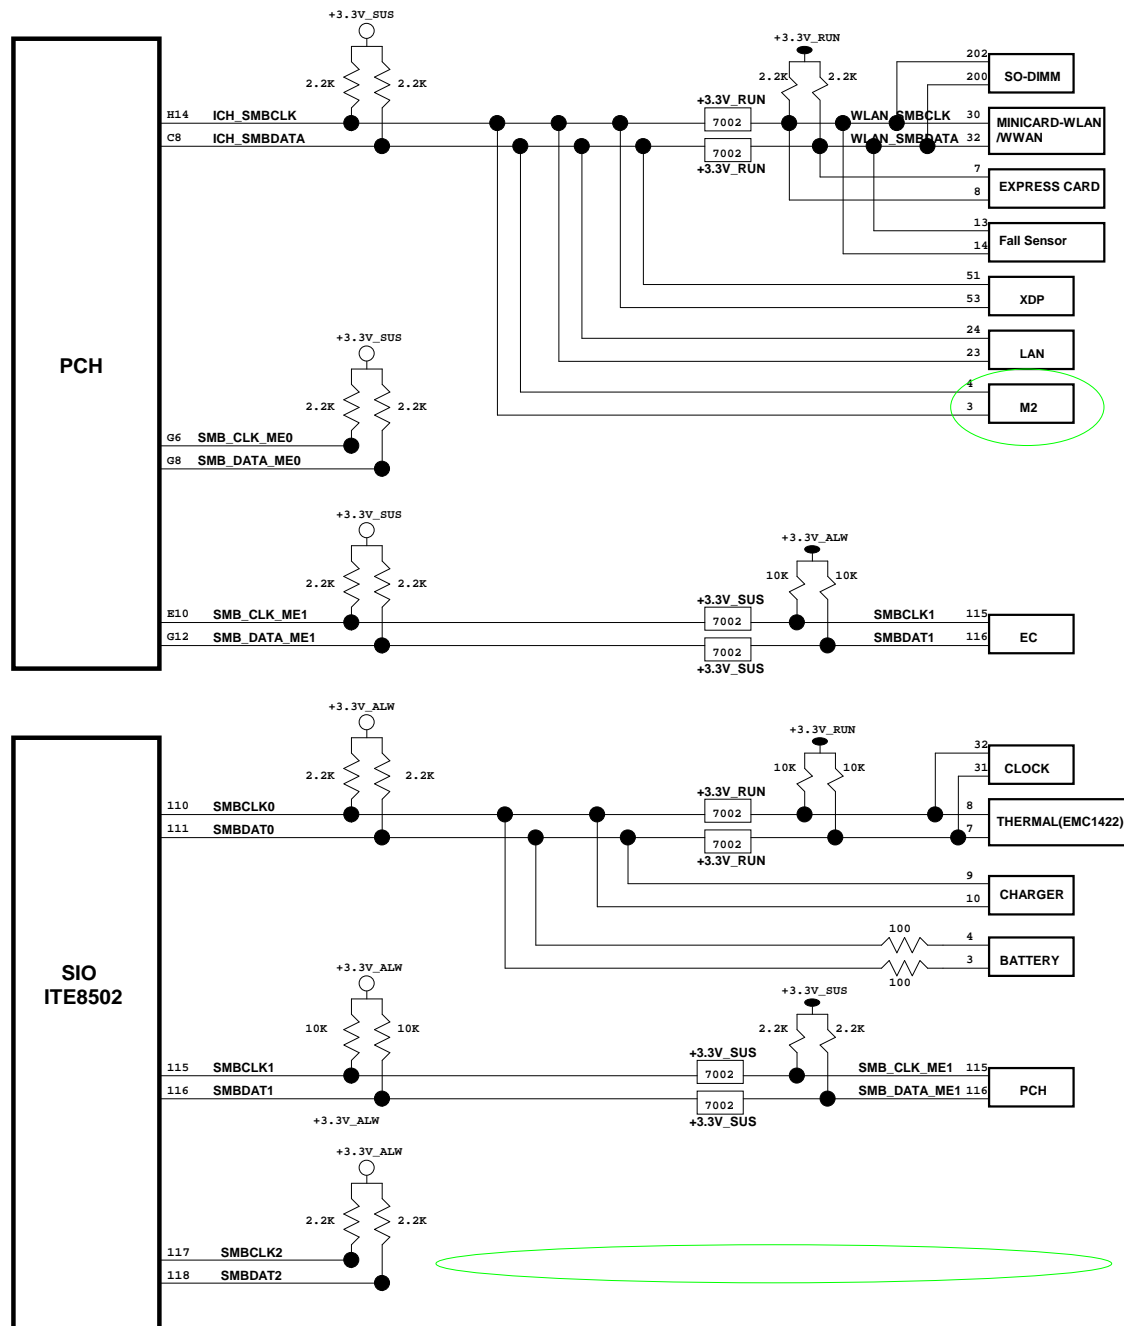 +3.3V_SUS
+3.3V_RUN
2.2K 2.2K
2.2K 2.2K
202
200
SO-DIMM
H14 ICH_SMBCLK
+3.3V_RUN
7002
WLAN_SMBCLK
30
MINICARD-WLAN
/WWAN
C8 ICH_SMBDATA
7002
+3.3V_RUN
WLAN_SMBDATA
32
7
8
EXPRESS CARD
13
14
Fall Sensor
51
53
XDP
24
23
LAN
4
3
M2
PCH
+3.3V_SUS
2.2K 2.2K
G6 SMB_CLK_ME0
G8 SMB_DATA_ME0
+3.3V_SUS
2.2K 2.2K
+3.3V_ALW
10K 10K
E10 SMB_CLK_ME1
+3.3V_SUS
7002
SMBCLK1
115
G12 SMB_DATA_ME1
7002
+3.3V_SUS
SMBDAT1
116
EC
+3.3V_ALW
2.2K 2.2K
+3.3V_RUN
10K 10K
32
31
CLOCK
110 SMBCLK0
+3.3V_RUN
7002
8
THERMAL(EMC1422)
111 SMBDAT0
7002
+3.3V_RUN
7
9
10
CHARGER
100
4
3
100
BATTERY
SIO
ITE8502
+3.3V_ALW
10K 10K
+3.3V_SUS
2.2K 2.2K
115 SMBCLK1
+3.3V_SUS
7002
SMB_CLK_ME1
115
116 SMBDAT1
7002
+3.3V_SUS
SMB_DATA_ME1
116
PCH
+3.3V_ALW
+3.3V_ALW
2.2K 2.2K
117 SMBCLK2
118 SMBDAT2